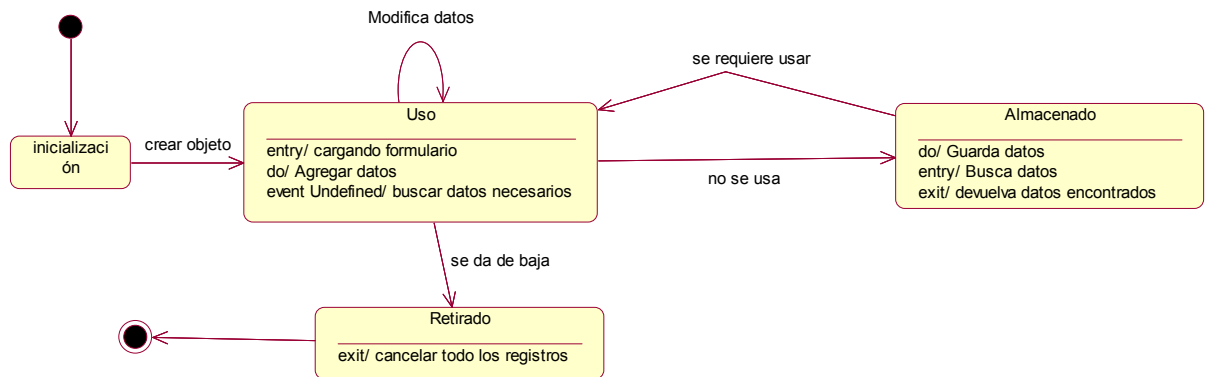 Modifica datos
se requiere usar
Uso
Almacenado
inicializaci
ón
crear objeto
entry/ cargando formulario
do/ Agregar datos
event Undefined/ buscar datos necesarios
no se usa
do/ Guarda datos
entry/ Busca datos
exit/ devuelva datos encontrados
se da de baja
Retirado
exit/ cancelar todo los registros